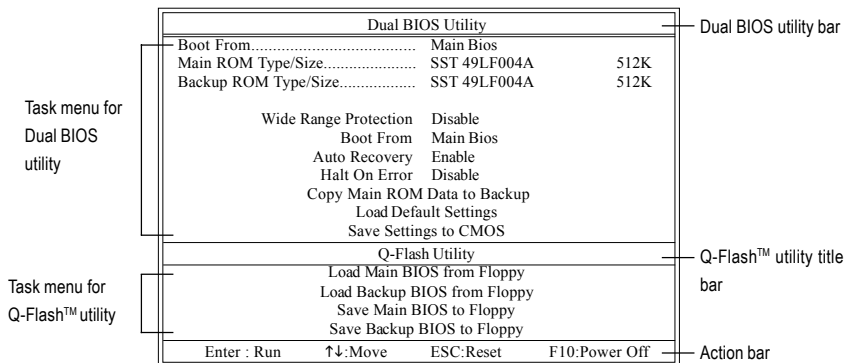 Dual BIOS Utility
Dual BIOS utility bar
Boot From.................................... Main Bios
Main ROM Type/Size.................... SST 49LF004A 512K
Backup ROM Type/Size.................. SST 49LF004A 512K
Task menu for
Dual BIOS
utility
Wide Range Protection Disable
Boot From Main Bios
Auto Recovery Enable
Halt On Error Disable
Copy Main ROM Data to Backup
Load Default Settings
Save Settings to CMOS
Q-Flash Utility
Q-Flash™ utility title
bar
Task menu for
Q-Flash™ utility
Load Main BIOS from Floppy
Load Backup BIOS from Floppy
Save Main BIOS to Floppy
Save Backup BIOS to Floppy
Enter : Run ↑↓:Move ESC:Reset F10:Power Off
Action bar